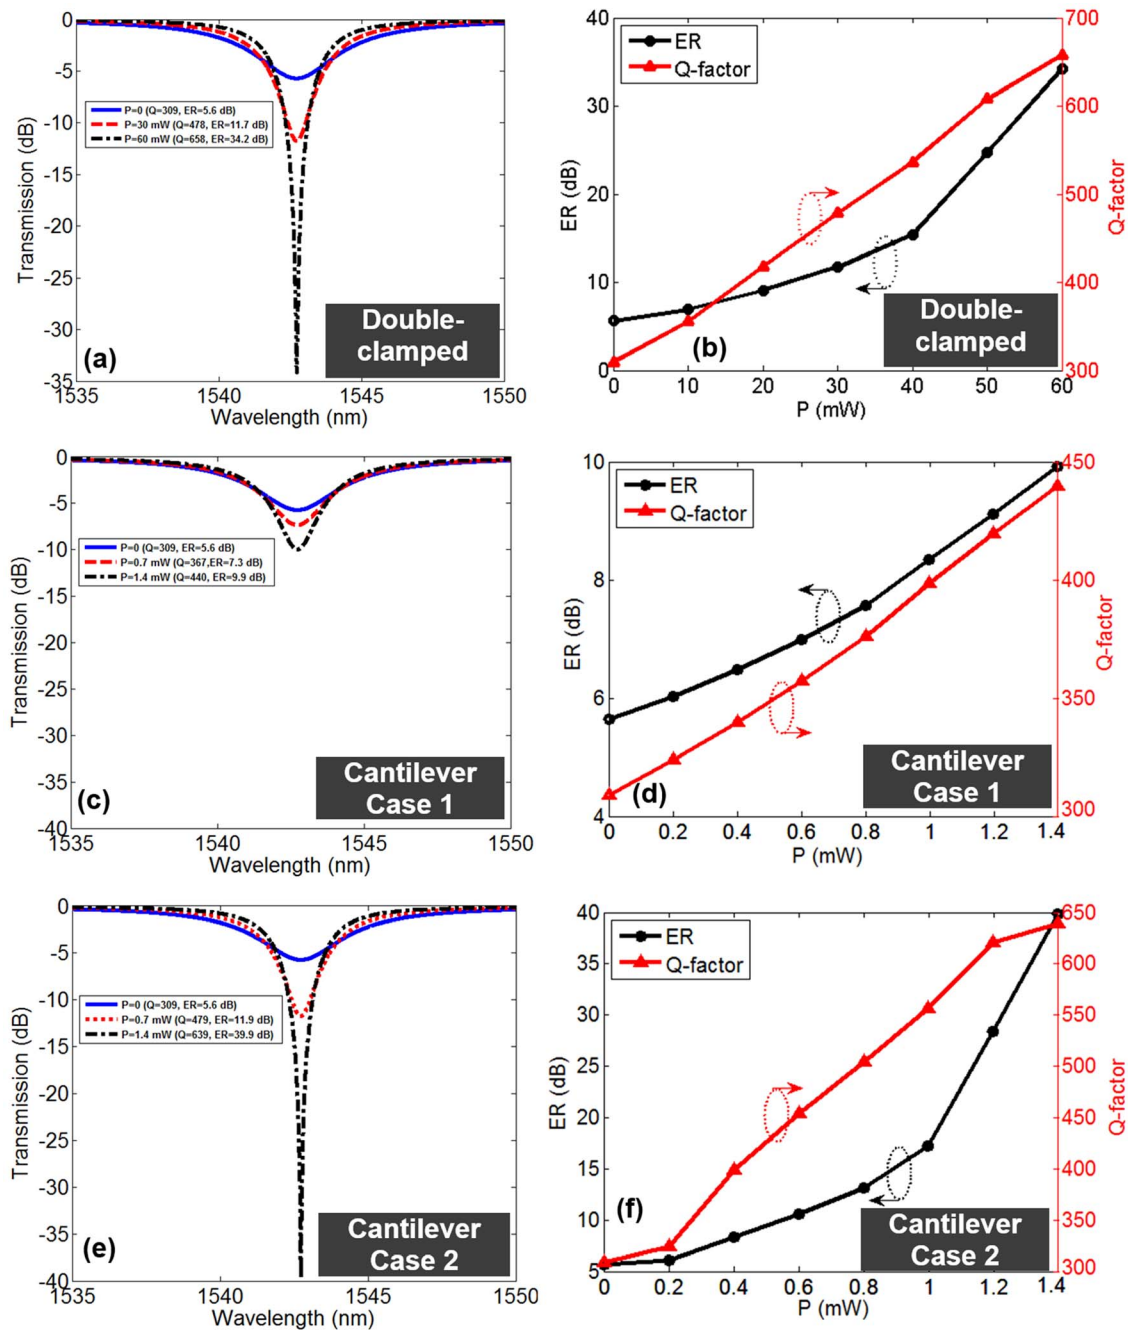 0
-5
-10
-15
-20
-25
-30
-35
Transmission (dB)
P=0 (Q=309, ER=5.6 dB)
P=30 mW (Q=478, ER=11.7 dB)
P=60 mW (Q=658, ER=34.2 dB)
(a)
Double-
clamped
1535 1540 1545 1550
Wavelength (nm)
40
30
20
10
0
ER (dB)
ER
Q-factor
700
600
500
400
300
Q-factor
(b)
Double-
clamped
0 10 20 30 40 50 60
P (mW)
0
-5
-10
-15
-20
-25
-30
-35
-40
Transmission (dB)
P=0 (Q=309, ER=5.6 dB)
P=0.7 mW (Q=367,ER=7.3 dB)
P=1.4 mW (Q=440, ER=9.9 dB)
(c)
Cantilever
Case 1
1535 1540 1545 1550
Wavelength (nm)
10
8
6
4
ER (dB)
ER
Q-factor
450
400
350
300
Q-factor
(d)
Cantilever
Case 1
0 0.2 0.4 0.6 0.8 1 1.2 1.4
P (mW)
0
-5
-10
-15
-20
-25
-30
-35
-40
Transmission (dB)
P=0 (Q=309, ER=5.6 dB)
P=0.7 mW (Q=479, ER=11.9 dB)
P=1.4 mW (Q=639, ER=39.9 dB)
(e)
Cantilever
Case 2
1535 1540 1545 1550
Wavelength (nm)
40
35
30
25
20
15
10
5
ER (dB)
ER
Q-factor
650
600
550
500
450
400
350
300
Q-factor
(f)
Cantilever
Case 2
0 0.2 0.4 0.6 0.8 1 1.2 1.4
P (mW)